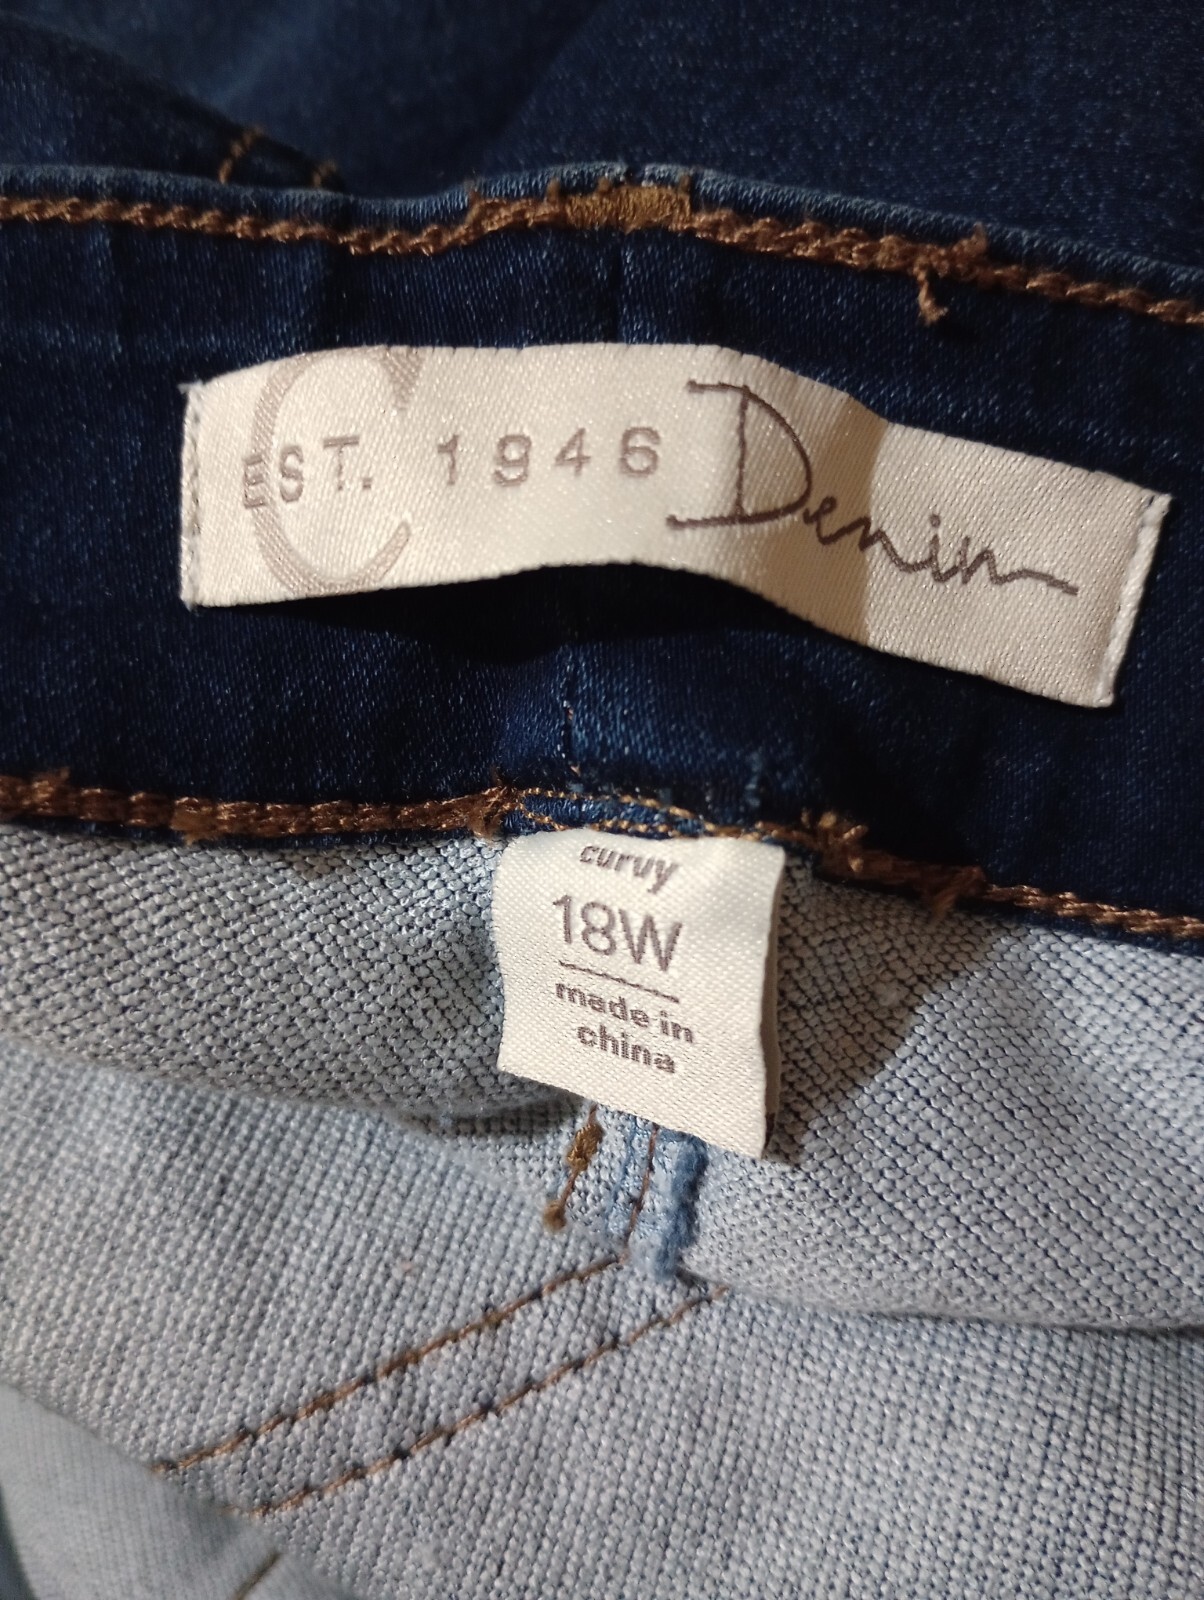 C
EST. 1946 Denim
curvy
18W
made in
china